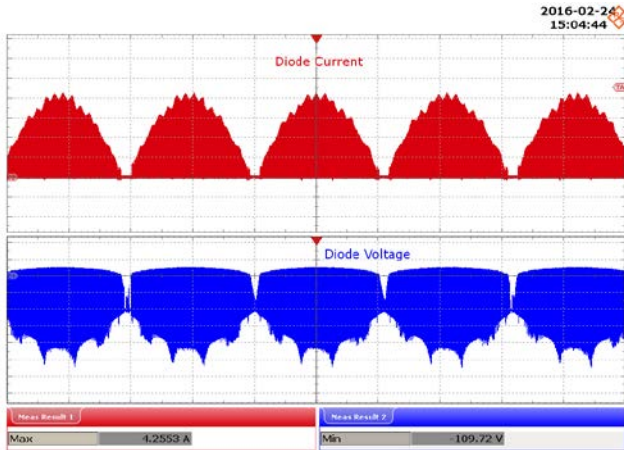 2016-02-24
15:04:44
Diode Current
Diode Voltage
Meas Result 1
Meas Result 2
Max 4.2553 A
Min -109.72 V